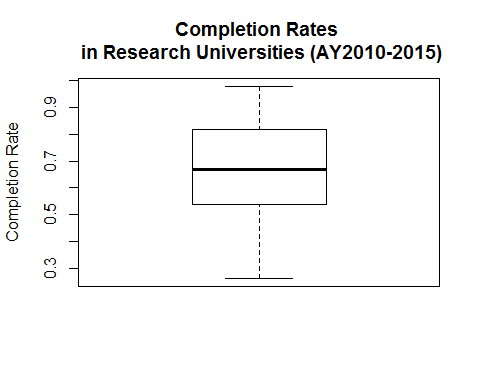 Completion Rates
in Research Universities (AY2010-2015)
Completion Rate
0.9
0.7
0.5
0.3